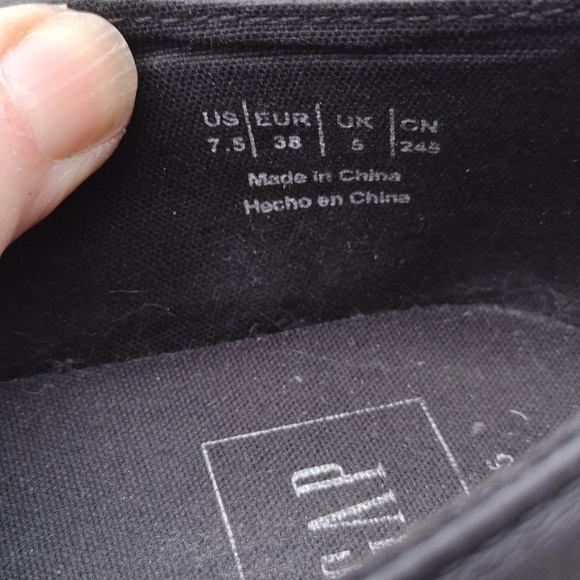 US EUR UK CN
7.5 38 5 245
Made in China
Hecho en China
GAP